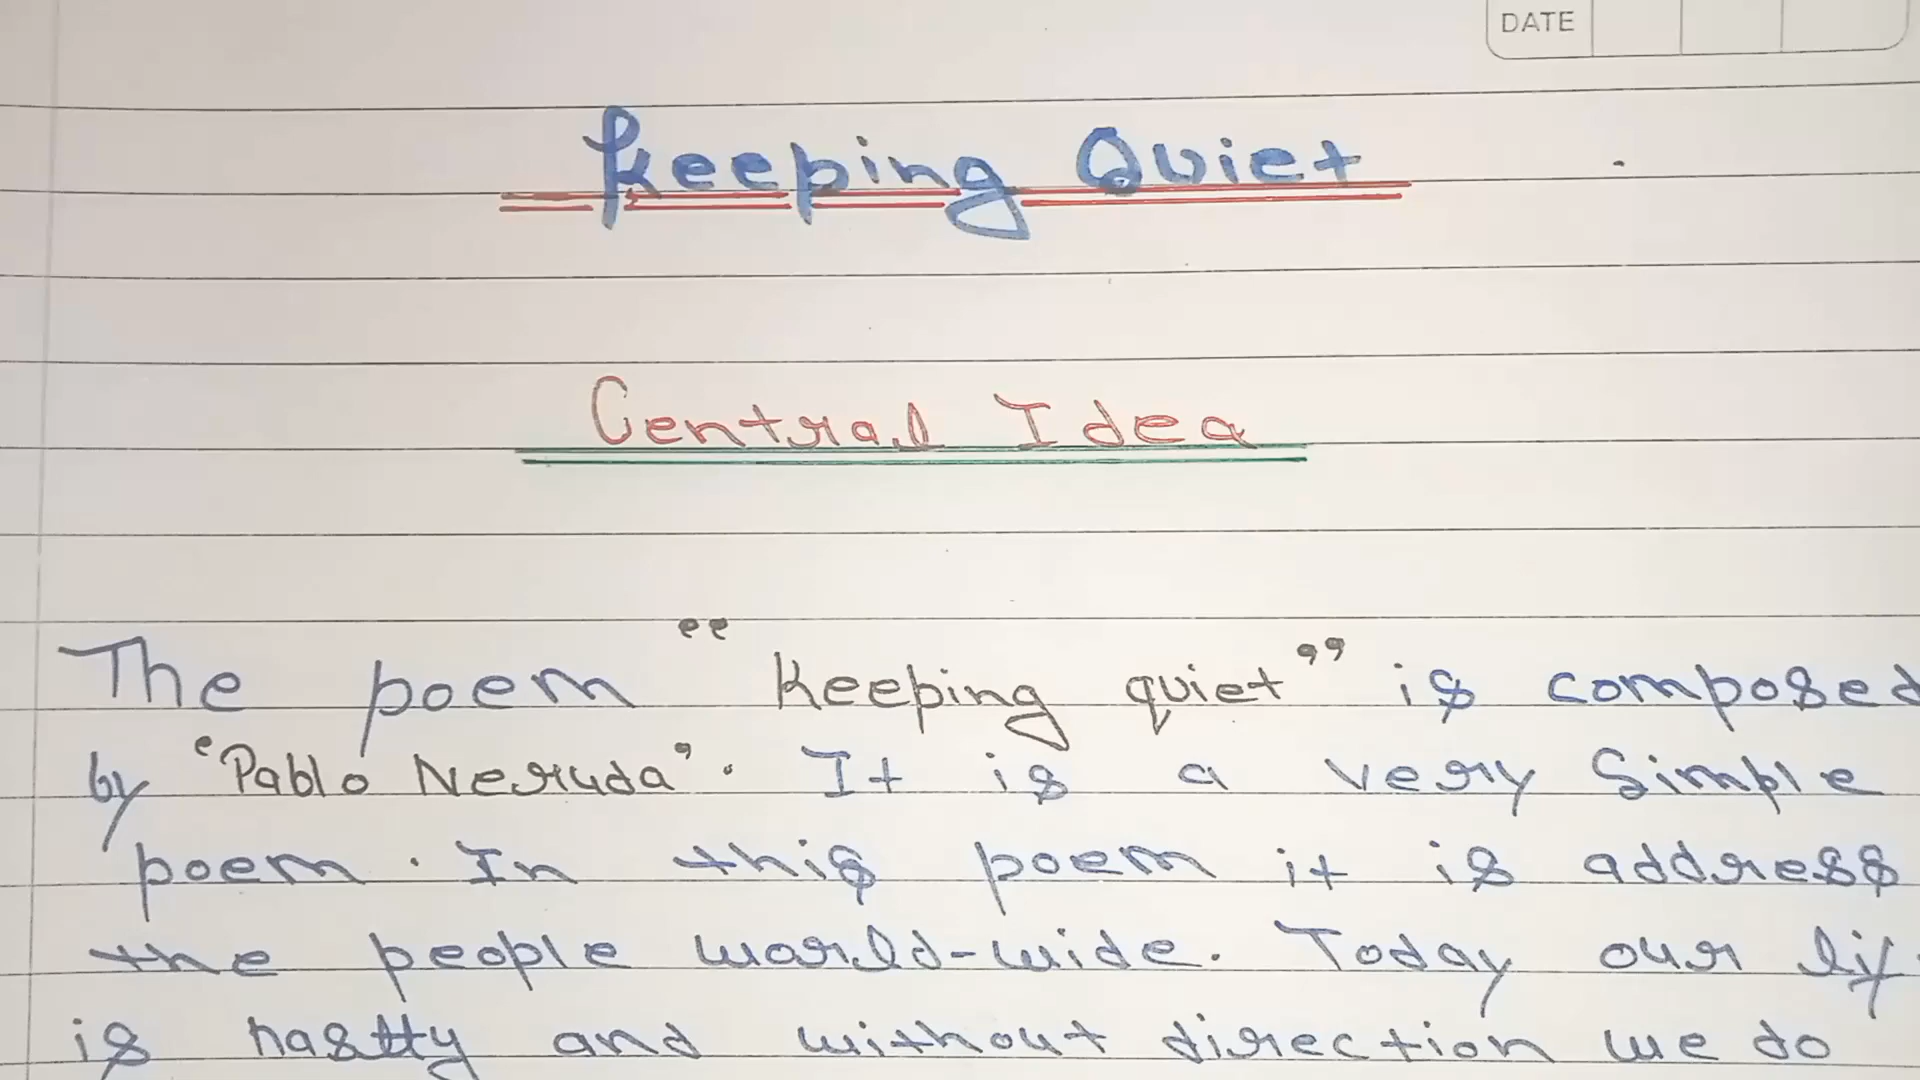 DATE
Keeping Quiet
Central Idea
The poem "Keeping quiet" is composed
by 'Pablo Neruda'. It is a very Simple
poem. In this poem it is address
the people world-wide. Today our lif
is hastty and without direction we do